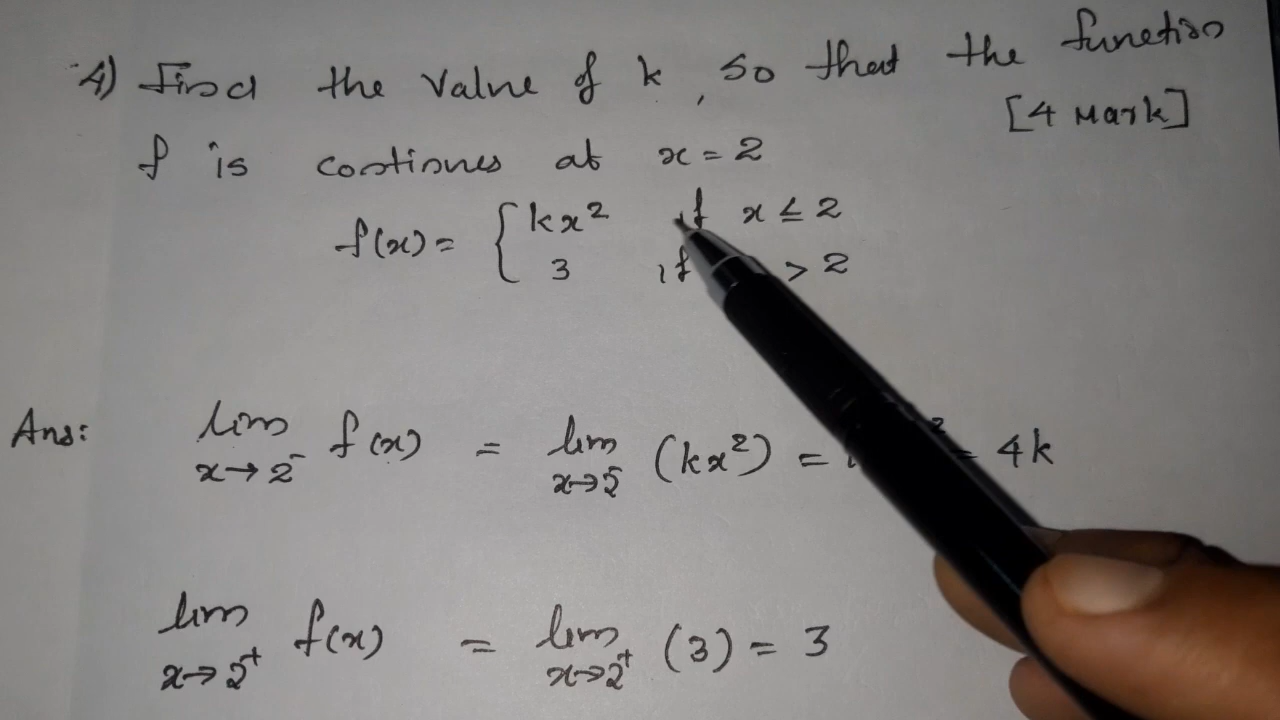 4) Find the value of k, so that the function
[4 Mark]
f is continues at x = 2
f(x) = { kx² if x ≤ 2
3 if > 2
Ans: lim x→2⁻ f(x) = lim x→2⁻ (kx²) = = 4k
lim x→2⁺ f(x) = lim x→2⁺ (3) = 3